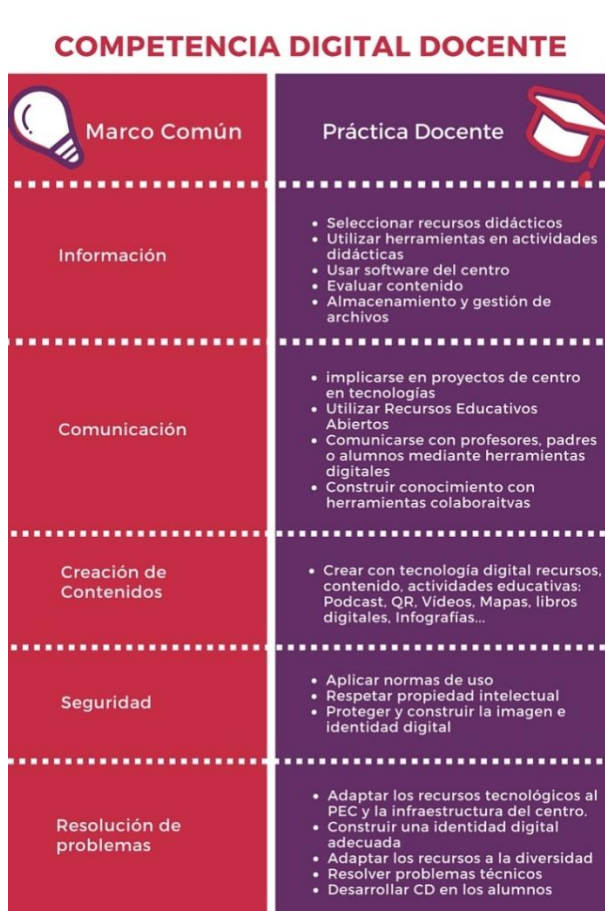 COMPETENCIA DIGITAL DOCENTE
Marco Común
Práctica Docente
Información
• Seleccionar recursos didácticos
• Utilizar herramientas en actividades
didácticas
• Usar software del centro
• Evaluar contenido
• Almacenamiento y gestión de
archivos
Comunicación
• implicarse en proyectos de centro
en tecnologías
• Utilizar Recursos Educativos
Abiertos
• Comunicarse con profesores, padres
o alumnos mediante herramientas
digitales
• Construir conocimiento con
herramientas colaboraitvas
Creación de
Contenidos
• Crear con tecnología digital recursos,
contenido, actividades educativas:
Podcast, QR, Vídeos, Mapas, libros
digitales, Infografías...
Seguridad
• Aplicar normas de uso
• Respetar propiedad intelectual
• Proteger y construir la imagen e
identidad digital
Resolución de
problemas
• Adaptar los recursos tecnológicos al
PEC y la infraestructura del centro.
• Construir una identidad digital
adecuada
• Adaptar los recursos a la diversidad
• Resolver problemas técnicos
• Desarrollar CD en los alumnos